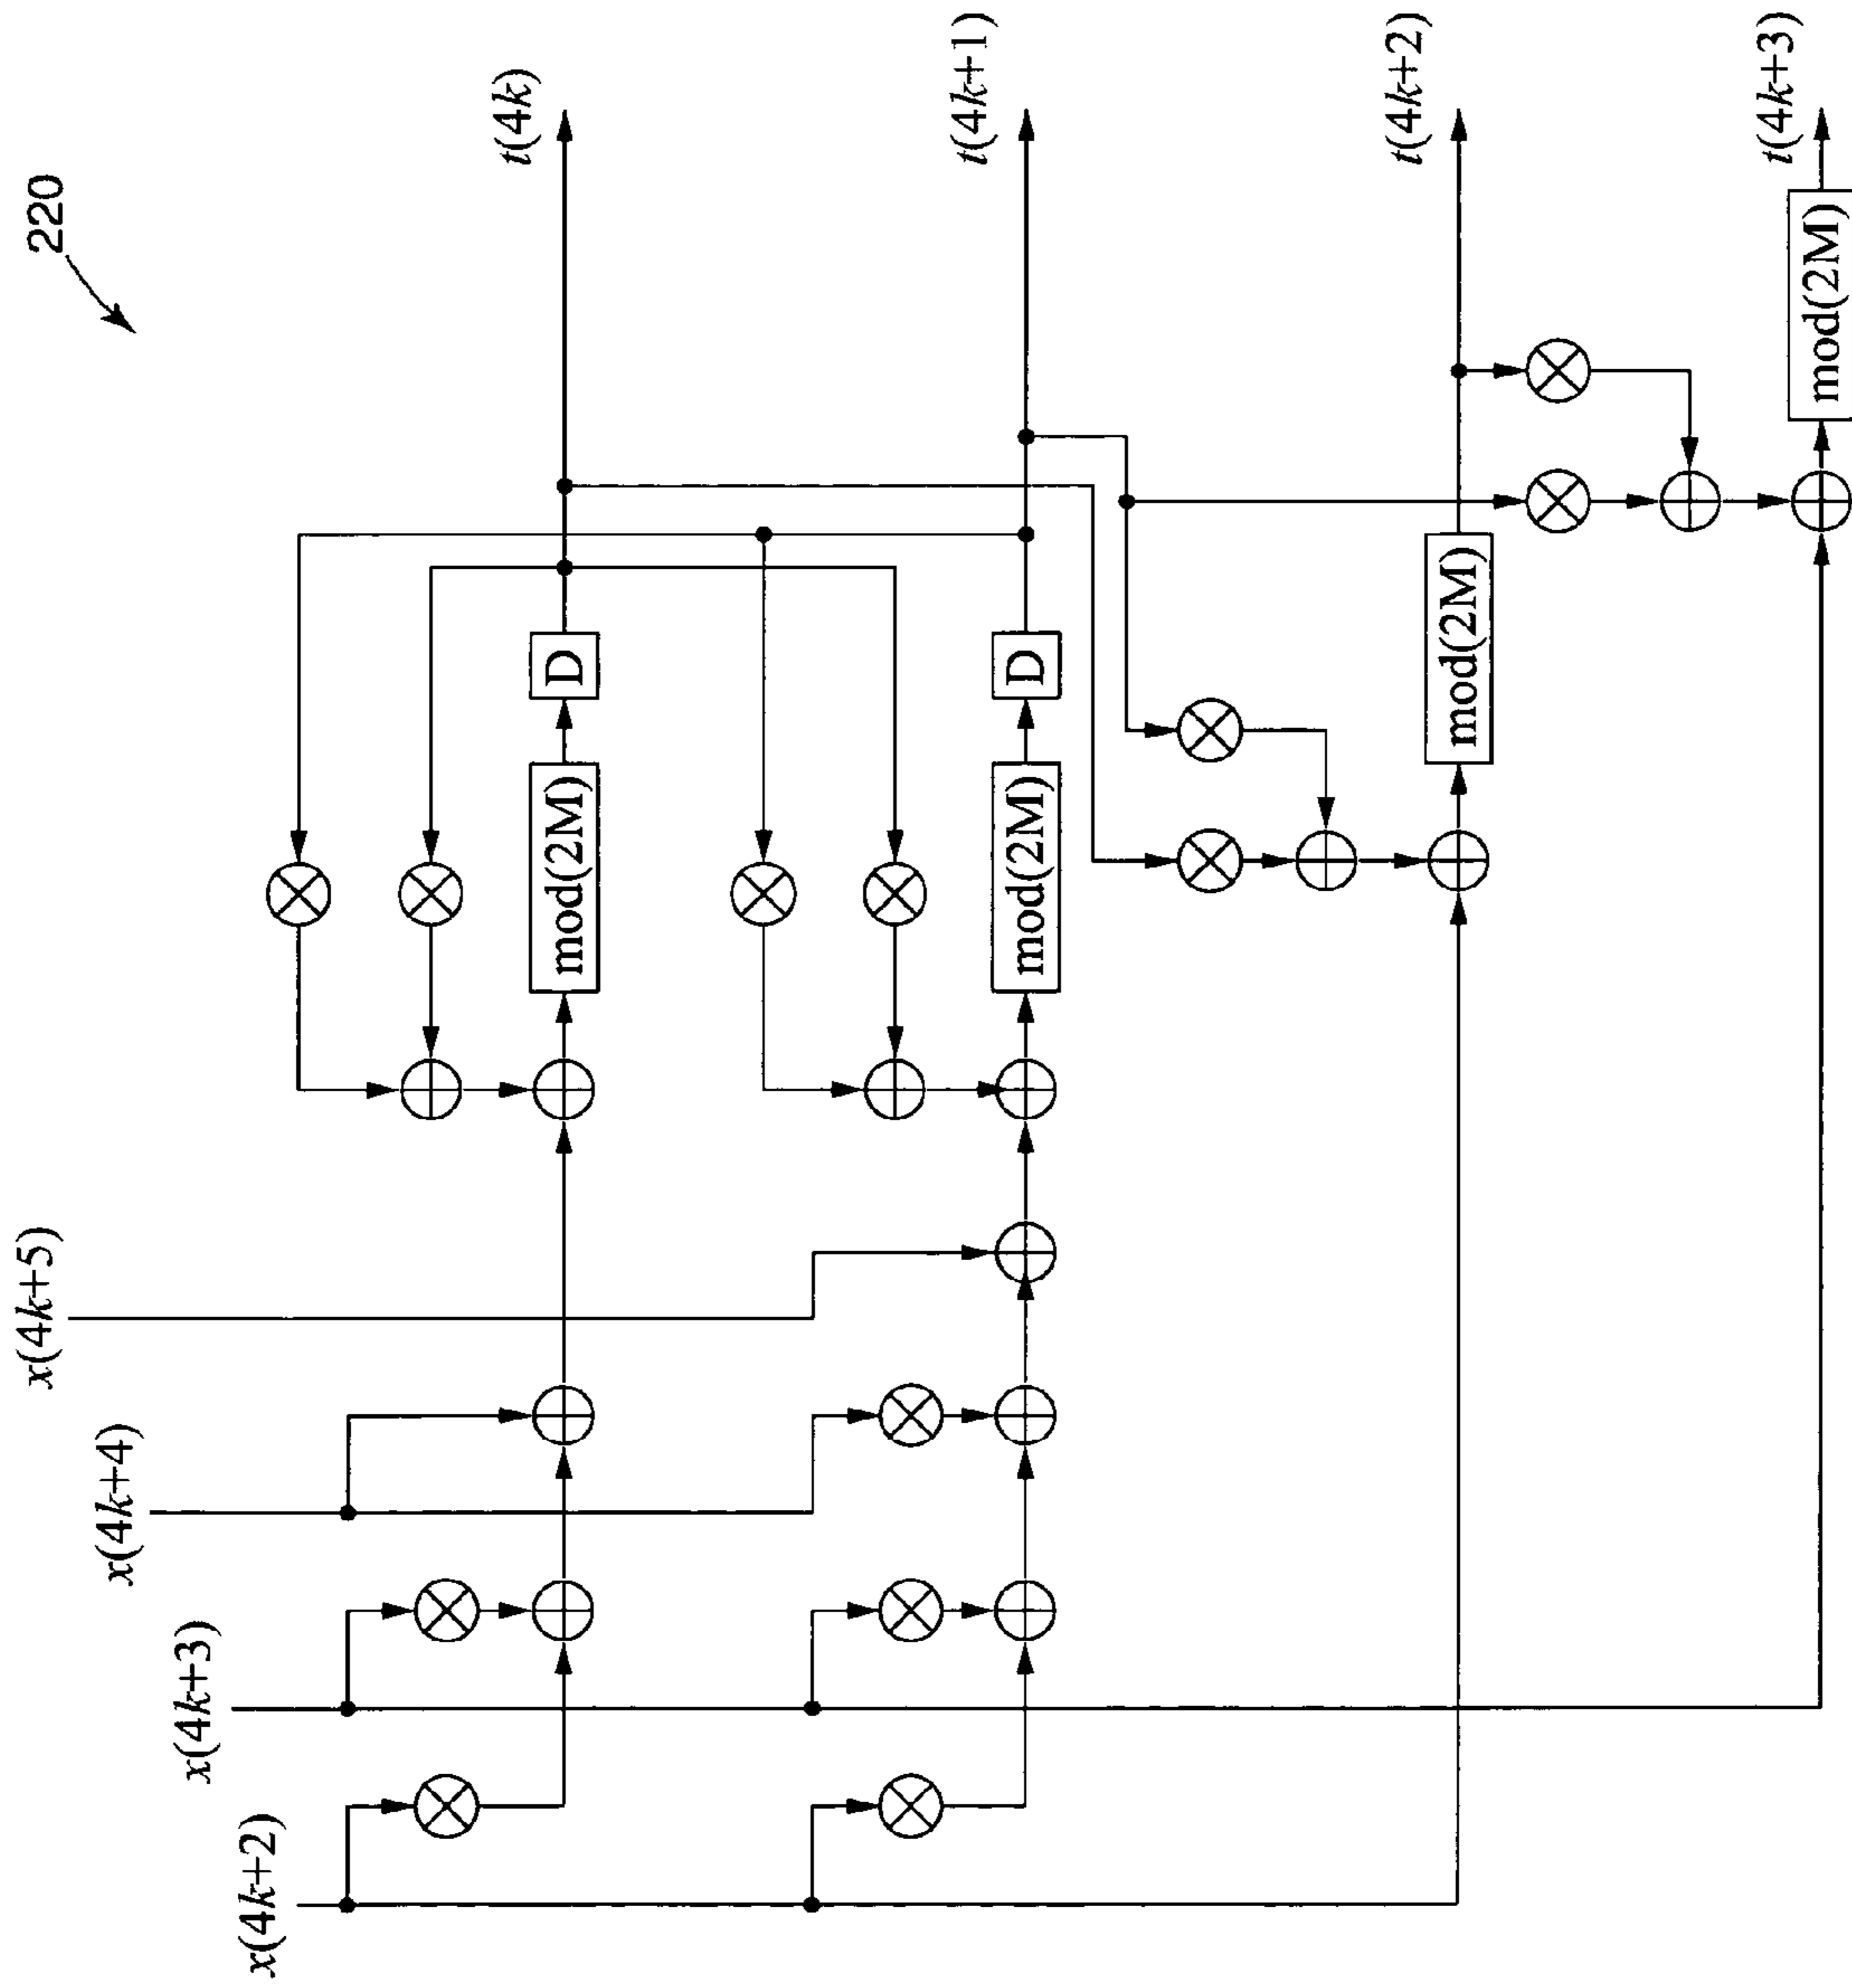 220
x(4k+2)
x(4k+3)
x(4k+4)
x(4k+5)
mod(2M)
D
t(4k)
mod(2M)
D
t(4k+1)
mod(2M)
t(4k+2)
mod(2M)
t(4k+3)